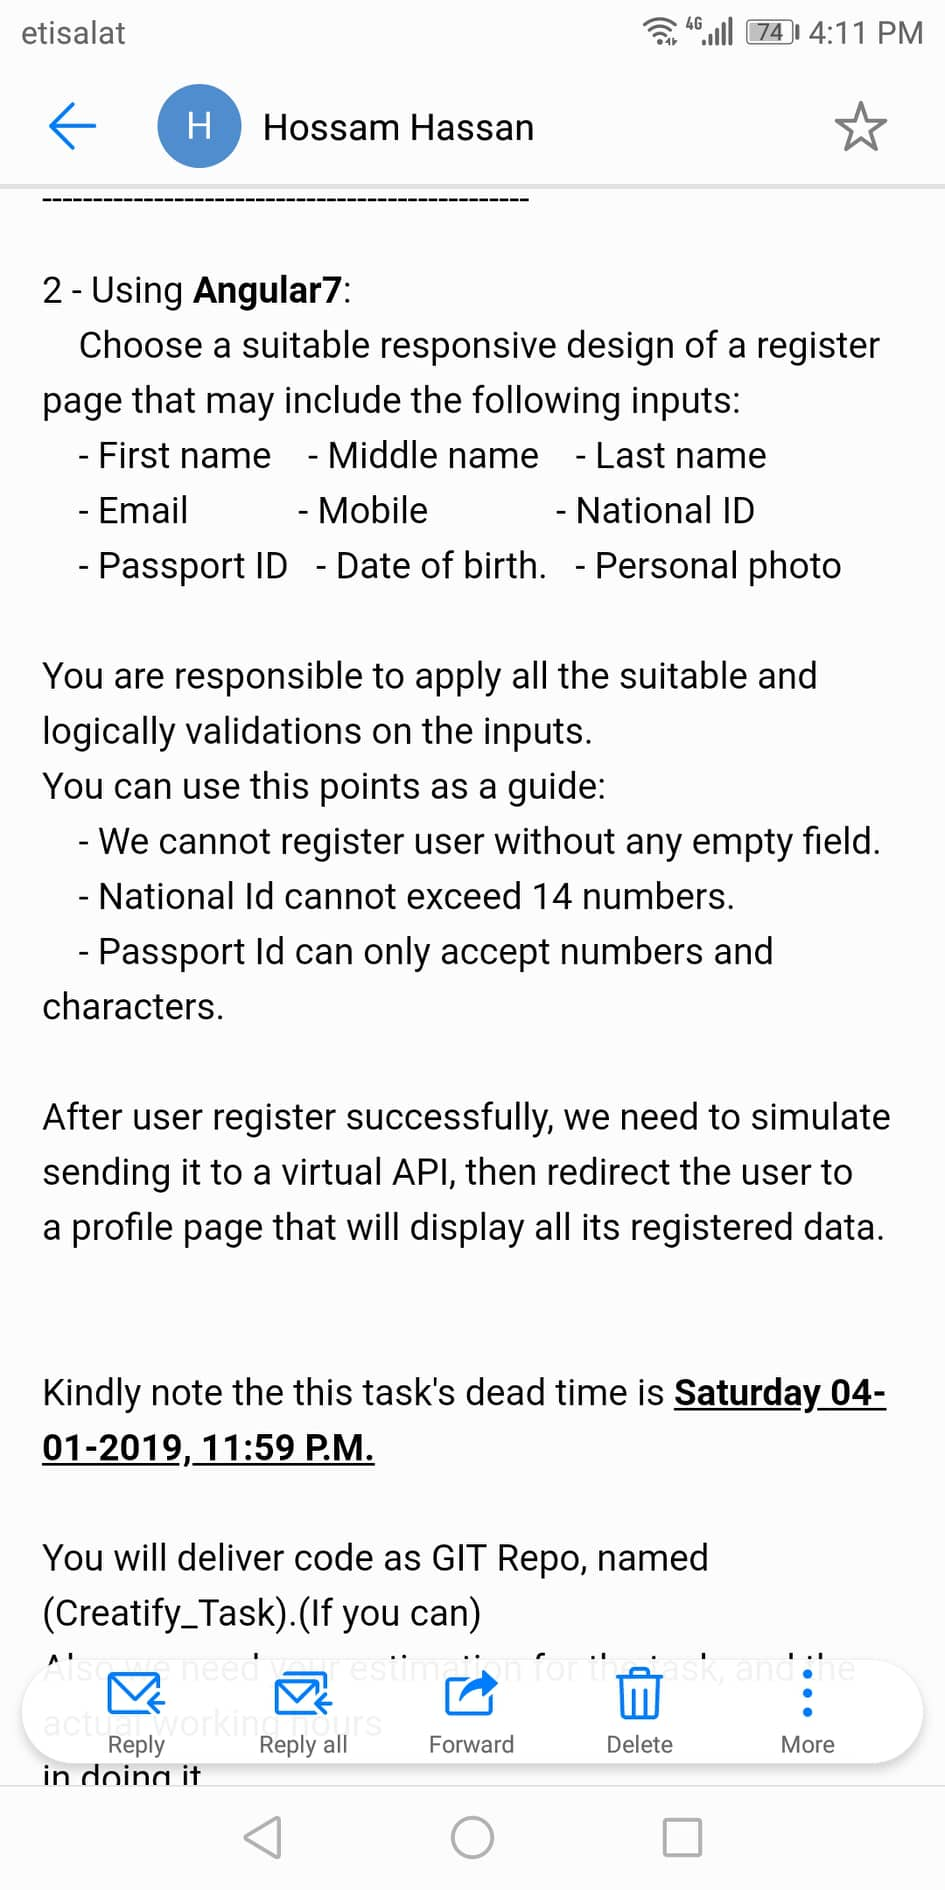 etisalat 4G 74 4:11 PM
H Hossam Hassan
------------------------------------------------
2 - Using Angular7:
Choose a suitable responsive design of a register
page that may include the following inputs:
- First name - Middle name - Last name
- Email - Mobile - National ID
- Passport ID - Date of birth. - Personal photo
You are responsible to apply all the suitable and
logically validations on the inputs.
You can use this points as a guide:
- We cannot register user without any empty field.
- National Id cannot exceed 14 numbers.
- Passport Id can only accept numbers and
characters.
After user register successfully, we need to simulate
sending it to a virtual API, then redirect the user to
a profile page that will display all its registered data.
Kindly note the this task's dead time is Saturday 04-
01-2019, 11:59 P.M.
You will deliver code as GIT Repo, named
(Creatify_Task).(If you can)
Also we need your estimation for the task, and the
actual working hours
Reply Reply all Forward Delete More
in doing it